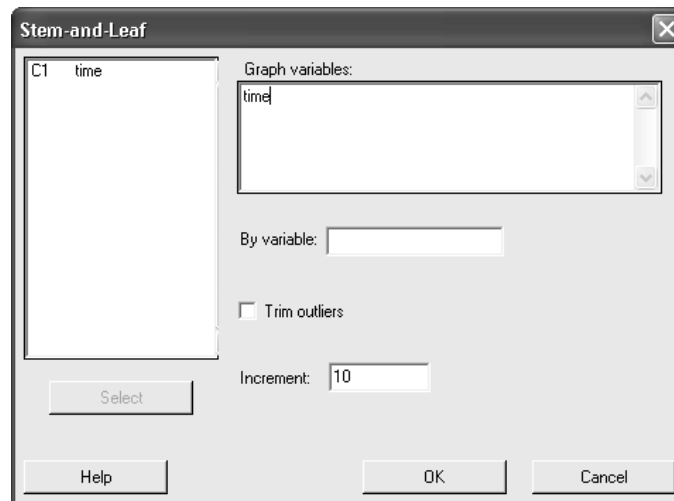 Stem-and-Leaf
C1 time
Graph variables:
time
By variable:
Trim outliers
Increment: 10
Select
Help OK Cancel